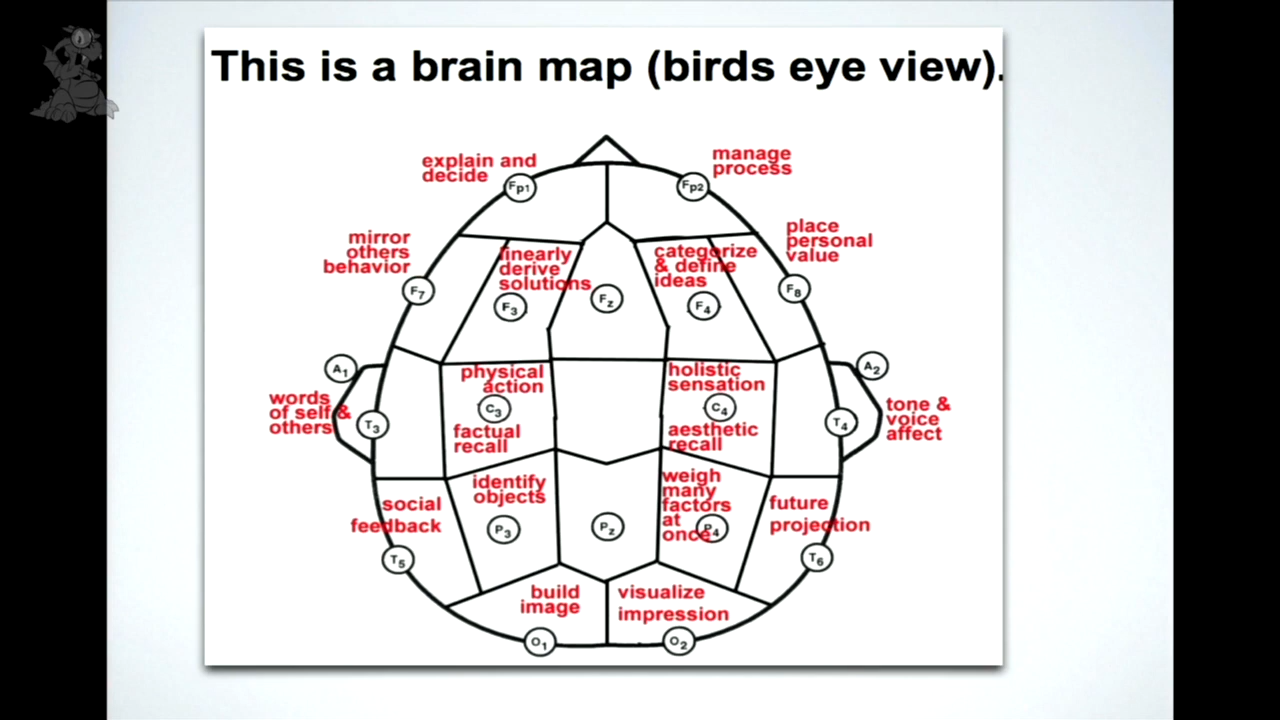 This is a brain map (birds eye view).
explain and
decide
Fp1
Fp2
manage
process
mirror
others
behavior
F7
linearly
derive
solutions
F3
Fz
categorize
& define
ideas
F4
place
personal
value
F8
A1
words
of self &
others
T3
physical
action
C3
factual
recall
holistic
sensation
C4
aesthetic
recall
A2
T4
tone &
voice
affect
social
feedback
T5
identify
objects
P3
Pz
weigh
many
factors
at
once
P4
future
projection
T6
build
image
O1
visualize
impression
O2